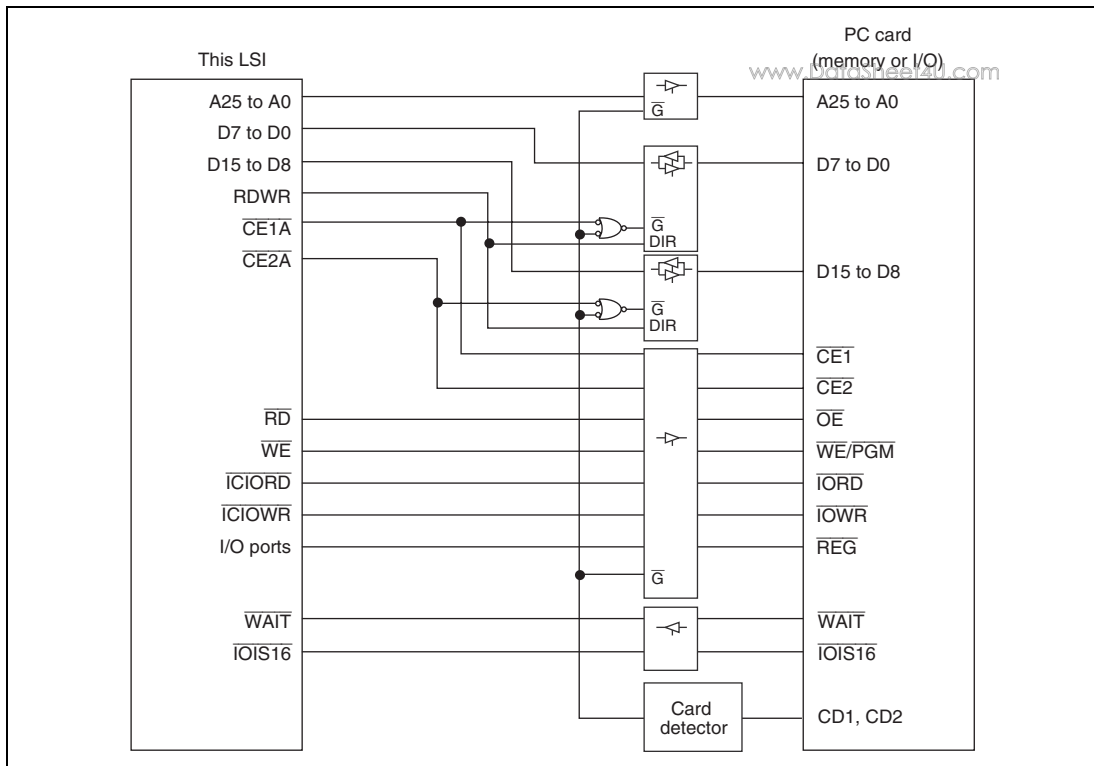 This LSI
PC card
(memory or I/O)
www.DataSheet4U.com
A25 to A0
G
A25 to A0
D7 to D0
D15 to D8
D7 to D0
RDWR
CE1A
G
DIR
CE2A
D15 to D8
G
DIR
CE1
CE2
RD
OE
WE
WE/PGM
ICIORD
IORD
ICIOWR
IOWR
I/O ports
REG
G
WAIT
WAIT
IOIS16
IOIS16
Card
detector
CD1, CD2